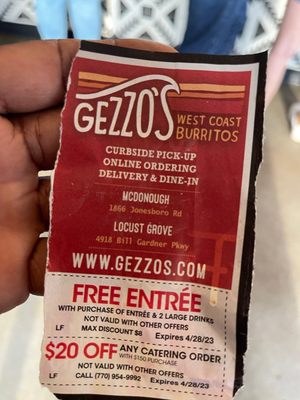 GEZZO'S
WEST COAST
BURRITOS
CURBSIDE PICK-UP
ONLINE ORDERING
DELIVERY & DINE-IN
MCDONOUGH
1866 Jonesboro Rd
LOCUST GROVE
4918 Bill Gardner Pkwy
WWW.GEZZOS.COM
FREE ENTRÉE
WITH PURCHASE OF ENTRÉE & 2 LARGE DRINKS
NOT VALID WITH OTHER OFFERS
LF MAX DISCOUNT $8 Expires 4/28/23
$20 OFF ANY CATERING ORDER
WITH $150 PURCHASE
NOT VALID WITH OTHER OFFERS
LF CALL (770) 954-9992 Expires 4/28/23